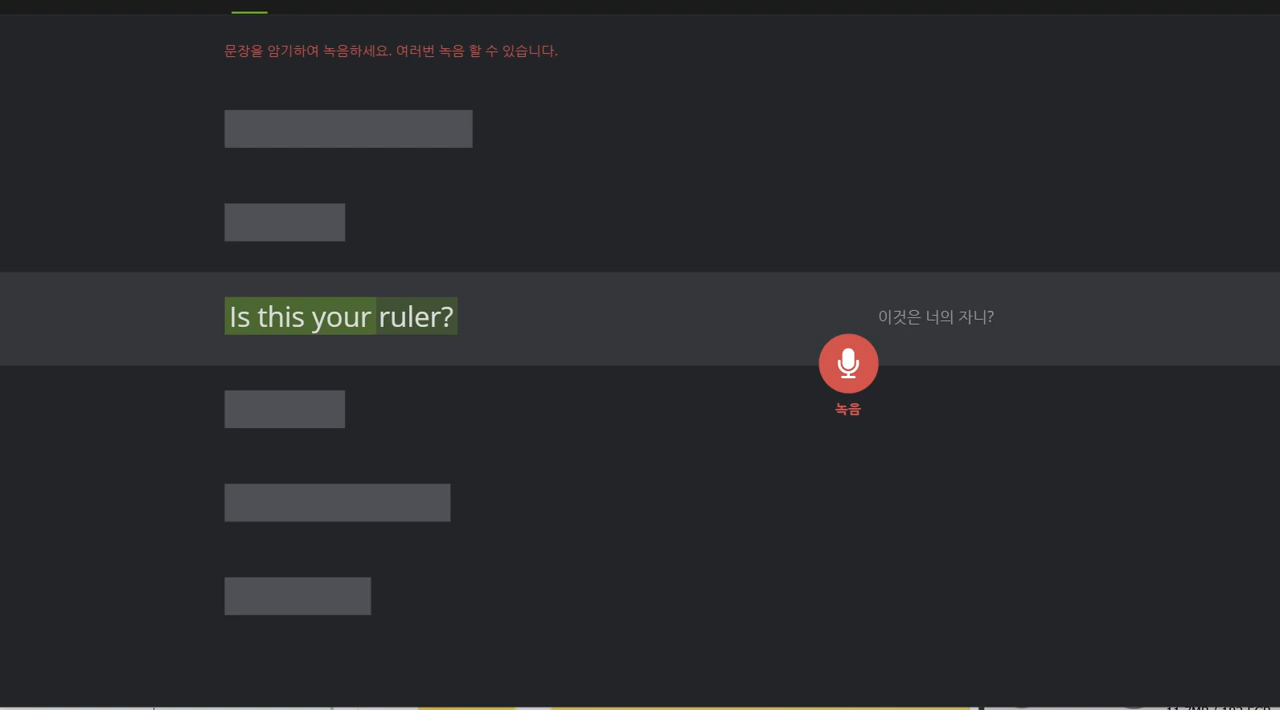 문장을 암기하여 녹음하세요. 여러번 녹음 할 수 있습니다.
Is this your ruler?
이것은 너의 자니?
녹음